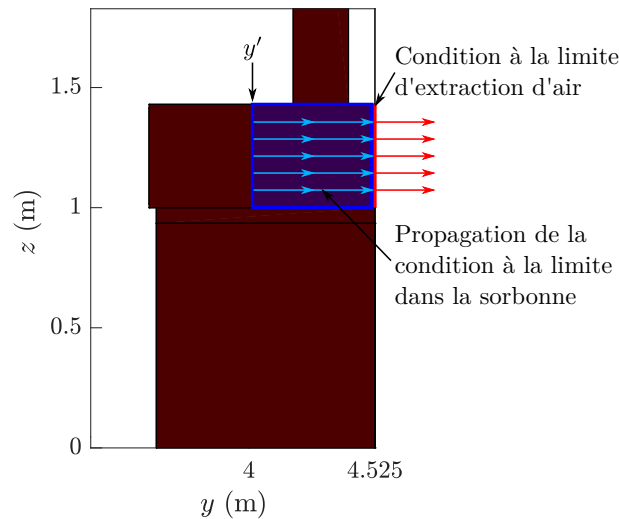 y′
Condition à la limite
d'extraction d'air
1.5
1
z (m)
Propagation de la
condition à la limite
dans la sorbonne
0.5
0
4
4.525
y (m)